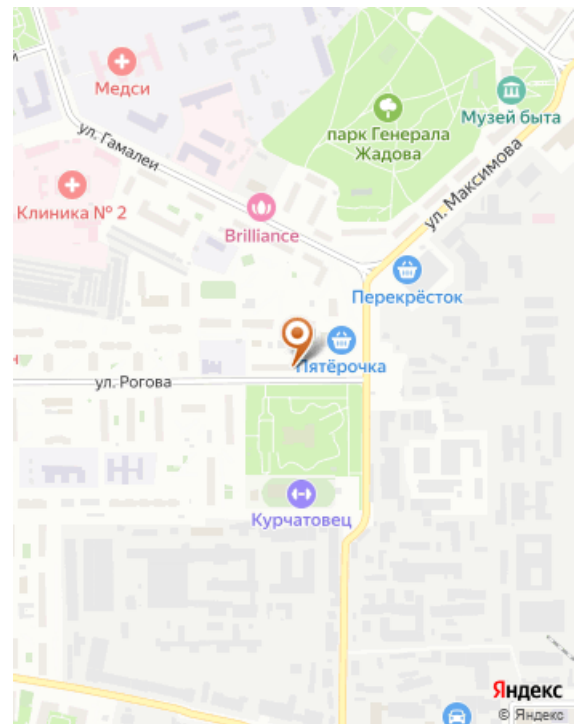 Медси
Музей быта
парк Генерала
Жадова
ул. Гамалеи
ул. Максимова
Клиника № 2
Brilliance
Перекрёсток
Пятёрочка
ул. Рогова
Курчатовец
Яндекс
© Яндекс